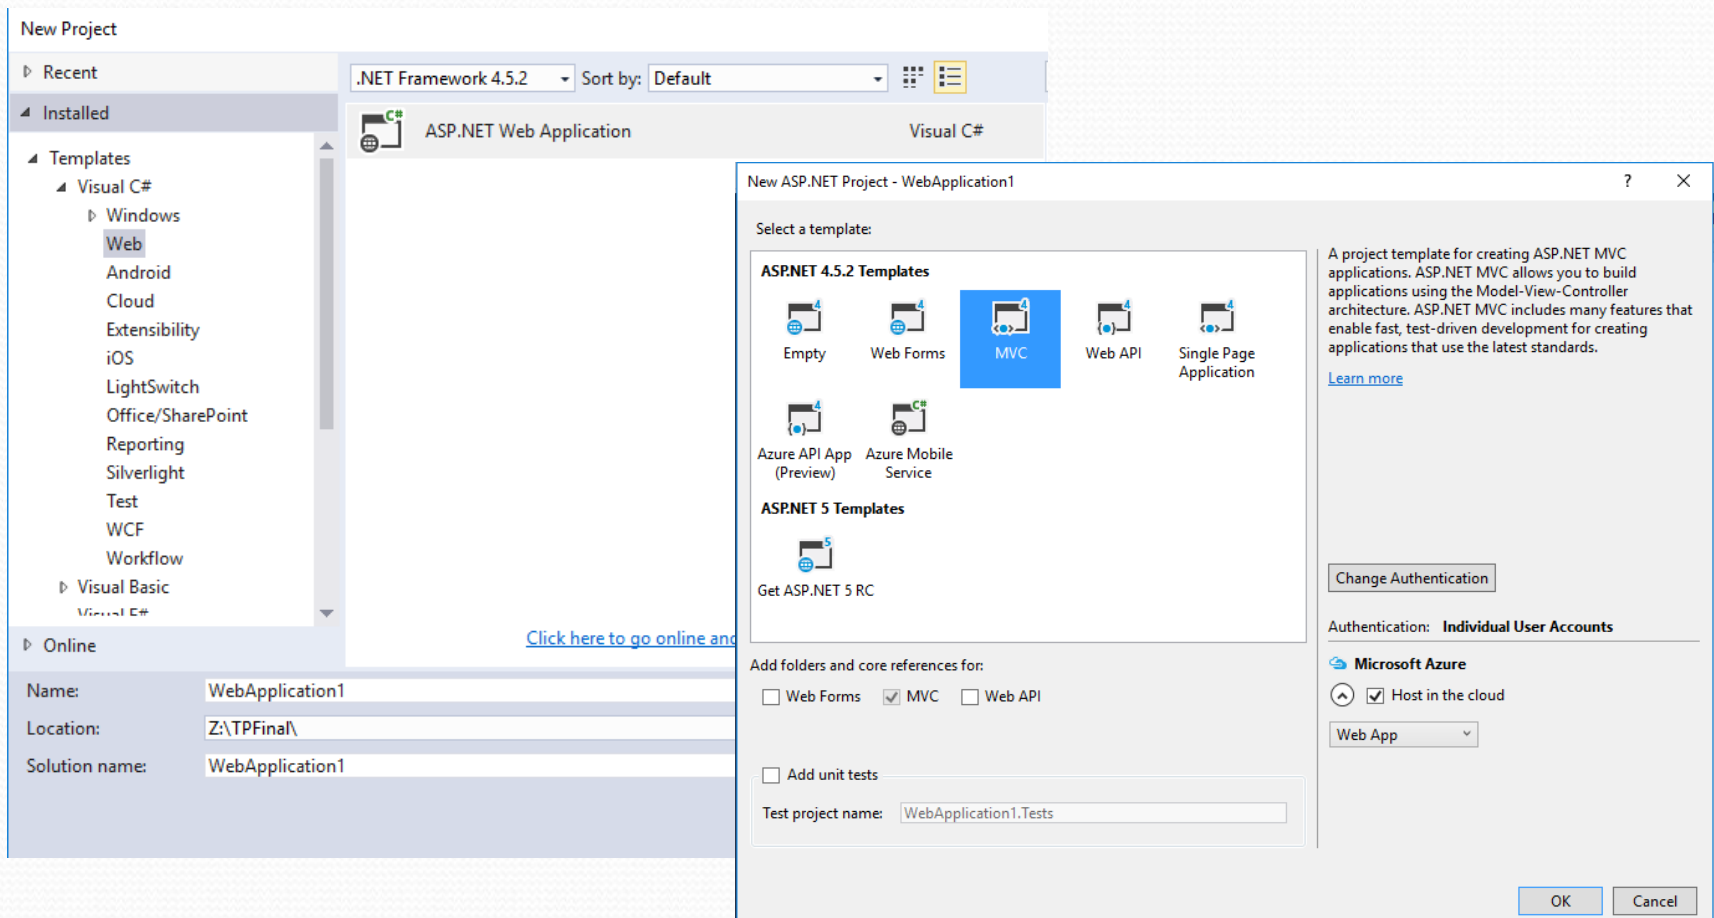 New Project
Recent
.NET Framework 4.5.2 Sort by: Default
Installed
C#
ASP.NET Web Application Visual C#
Templates
Visual C#
Windows
Web
Android
Cloud
Extensibility
iOS
LightSwitch
Office/SharePoint
Reporting
Silverlight
Test
WCF
Workflow
Visual Basic
Visual F#
Online
Click here to go online and
Name: WebApplication1
Location: Z:\TPFinal\
Solution name: WebApplication1
New ASP.NET Project - WebApplication1 ?
Select a template:
ASP.NET 4.5.2 Templates
4 4 4 4 4
Empty Web Forms MVC Web API Single Page
Application
4 C#
Azure API App Azure Mobile
(Preview) Service
ASP.NET 5 Templates
5
Get ASP.NET 5 RC
Add folders and core references for:
Web Forms MVC Web API
Add unit tests
Test project name: WebApplication1.Tests
A project template for creating ASP.NET MVC
applications. ASP.NET MVC allows you to build
applications using the Model-View-Controller
architecture. ASP.NET MVC includes many features that
enable fast, test-driven development for creating
applications that use the latest standards.
Learn more
Change Authentication
Authentication: Individual User Accounts
Microsoft Azure
Host in the cloud
Web App
OK Cancel